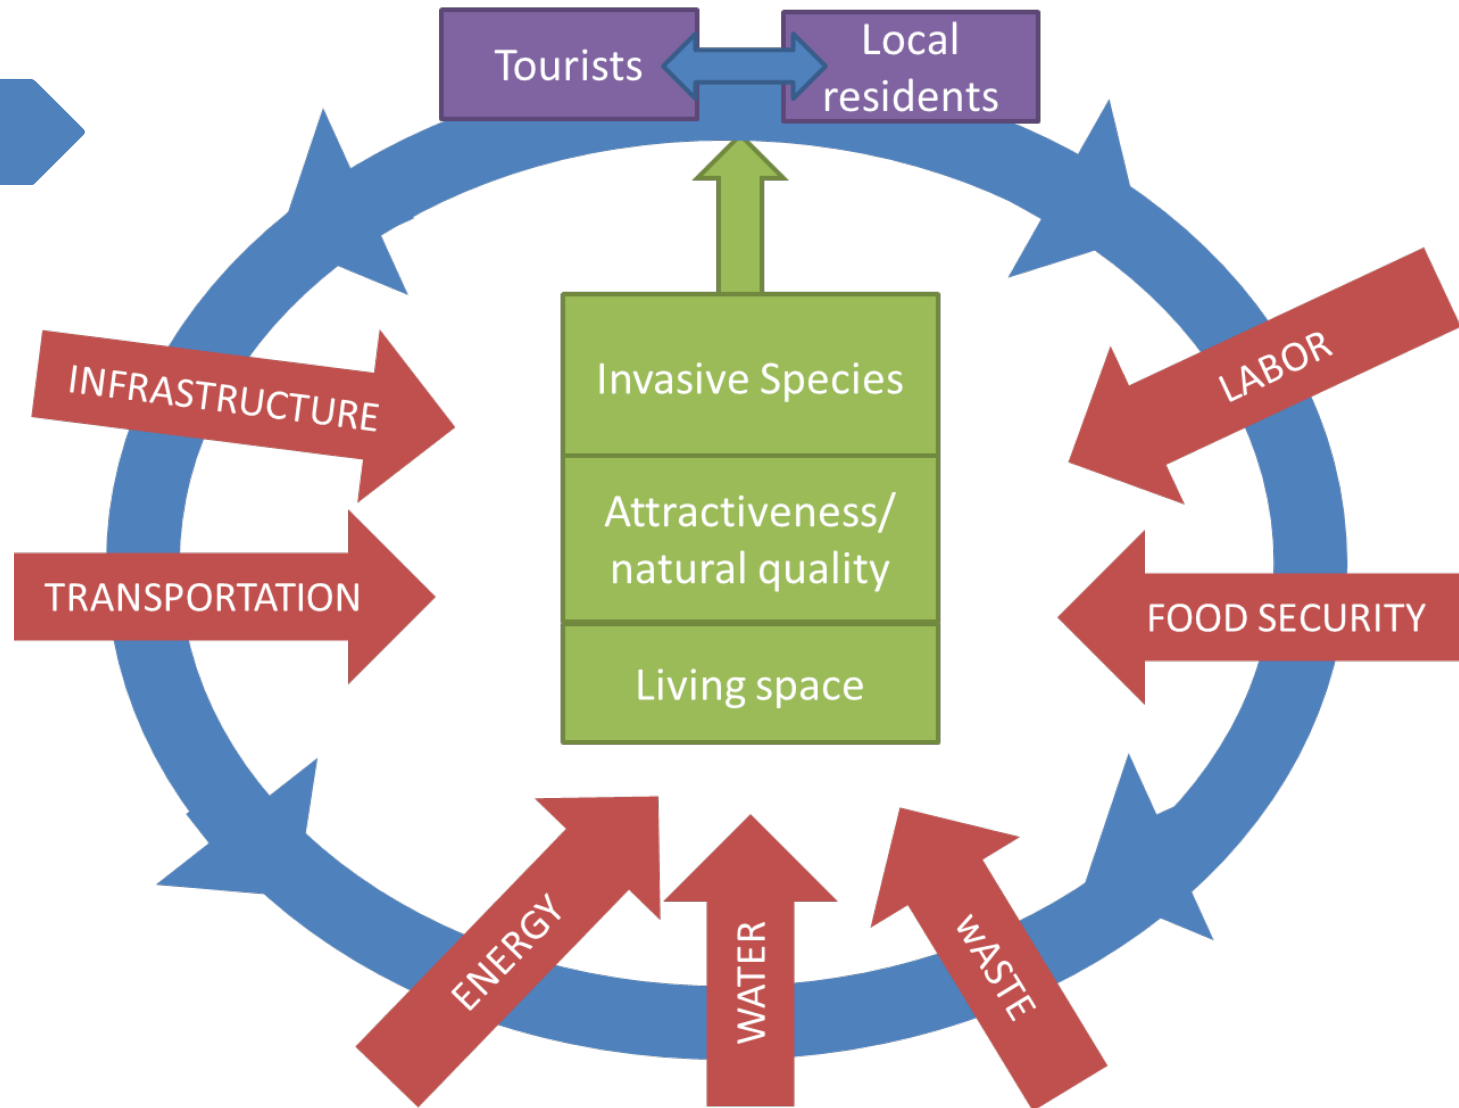 Tourists
Local
residents
INFRASTRUCTURE
LABOR
Invasive Species
Attractiveness/
natural quality
TRANSPORTATION
FOOD SECURITY
Living space
ENERGY
WATER
wASTE